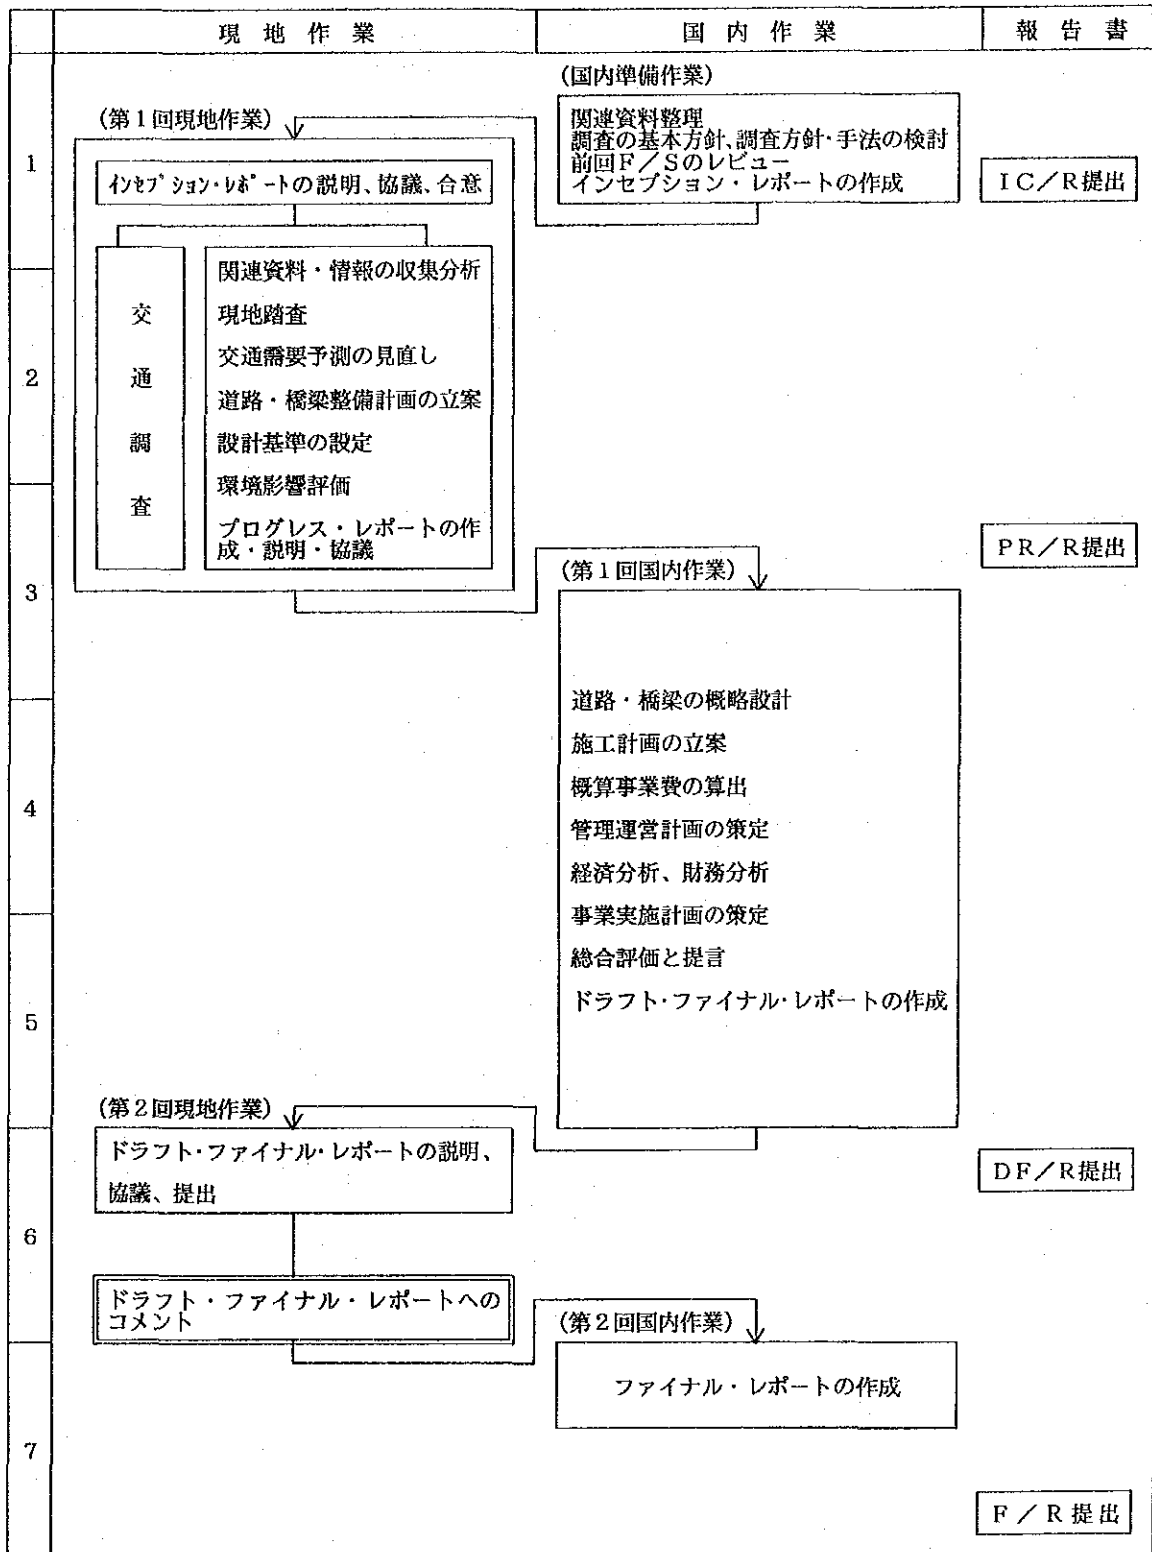 現地作業 国内作業 報告書
(国内準備作業)
関連資料整理
調査の基本方針、調査方針・手法の検討
前回F/Sのレビュー
インセプション・レポートの作成
(第1回現地作業)
1
インセプション・レポートの説明、協議、合意
IC/R提出
交通調査
関連資料・情報の収集分析
現地踏査
交通需要予測の見直し
2
道路・橋梁整備計画の立案
設計基準の設定
環境影響評価
プログレス・レポートの作
成・説明・協議
PR/R提出
3
(第1回国内作業)
道路・橋梁の概略設計
施工計画の立案
概算事業費の算出
4
管理運営計画の策定
経済分析、財務分析
事業実施計画の策定
総合評価と提言
ドラフト・ファイナル・レポートの作成
5
(第2回現地作業)
ドラフト・ファイナル・レポートの説明、
協議、提出
DF/R提出
6
ドラフト・ファイナル・レポートへの
コメント
(第2回国内作業)
ファイナル・レポートの作成
7
F/R提出